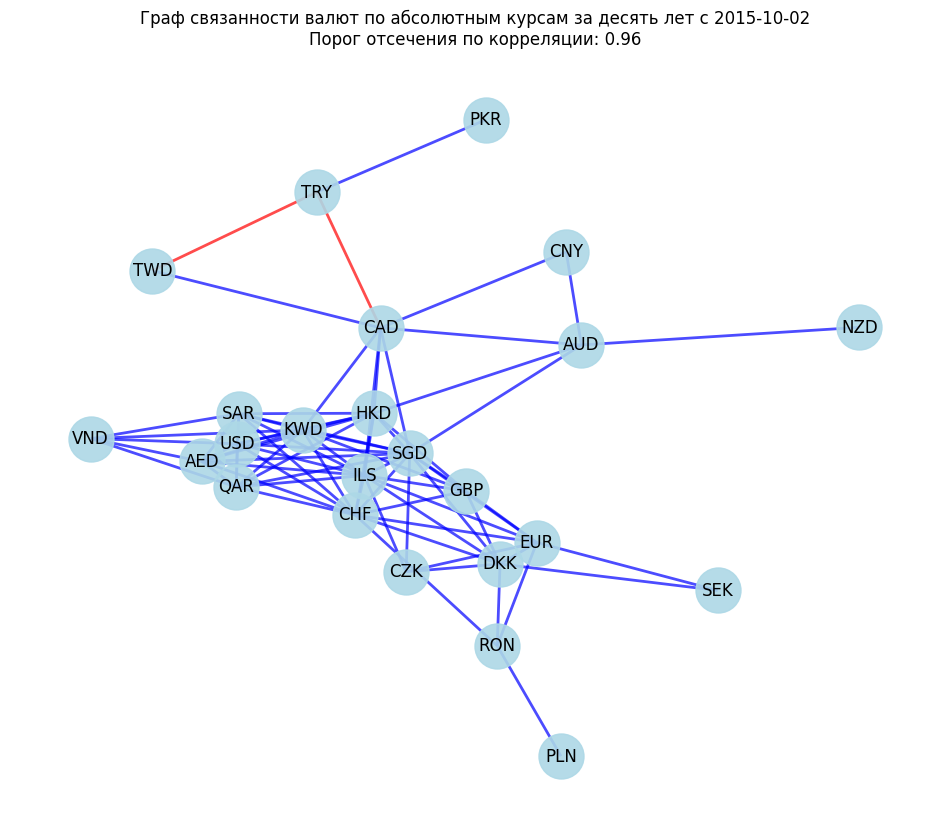 Граф связанности валют по абсолютным курсам за десять лет с 2015-10-02
Порог отсечения по корреляции: 0.96
PKR
TRY
CNY
TWD
CAD
NZD
AUD
SAR
HKD
KWD
VND
USD
SGD
AED
ILS
QAR
GBP
CHF
EUR
DKK
CZK
SEK
RON
PLN